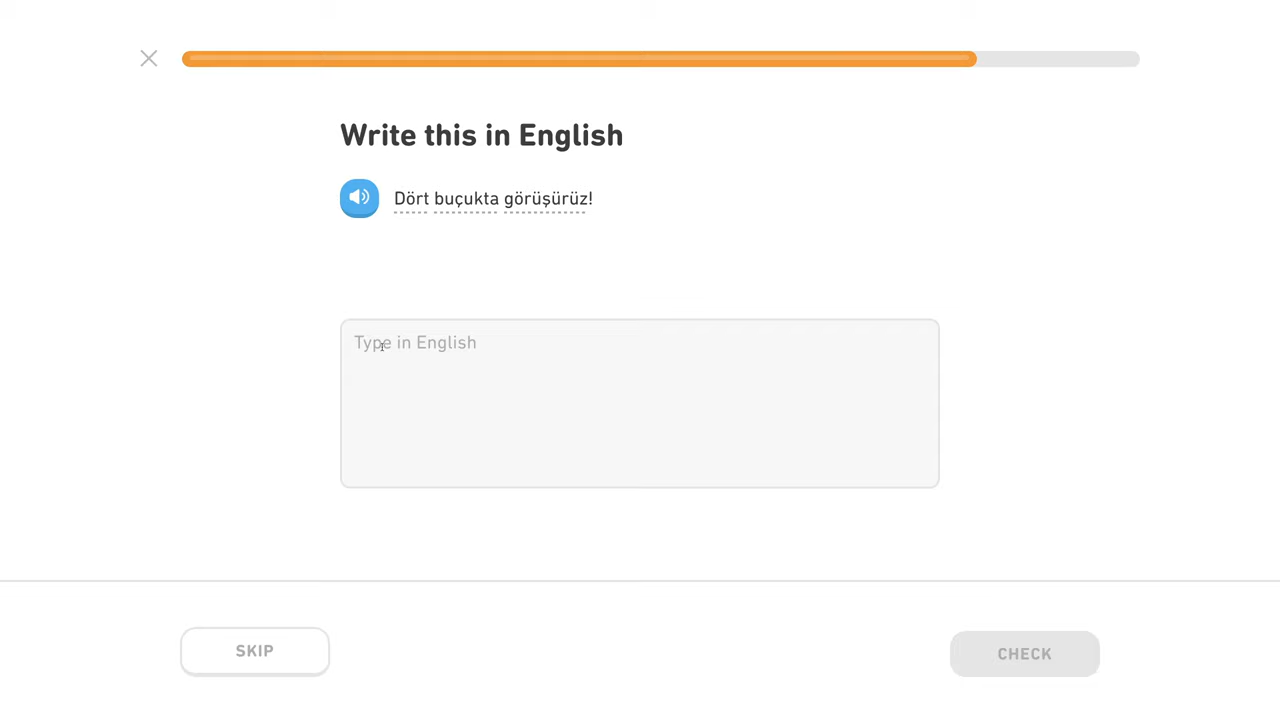 Write this in English
Dört buçukta görüşürüz!
Type in English
SKIP
CHECK